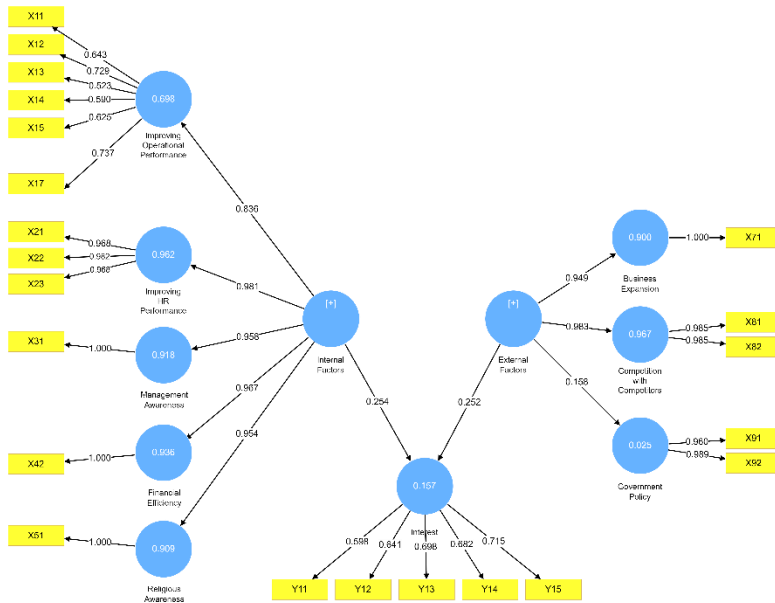 X11
X12
X13
X14
X15
X17
0.643
0.729
0.523
0.590
0.625
0.737
0.698
Improving
Operational
Performance
0.836
X21
X22
X23
0.968
0.982
0.968
0.962
Improving
HR
Performance
0.981
X31
1.000
0.918
Management
Awareness
0.958
X42
1.000
0.936
Financial
Efficiency
0.967
X51
1.000
0.909
Religious
Awareness
0.954
[+]
Internal
Factors
0.254
[+]
External
Factors
0.252
0.949
0.900
Business
Expansion
1.000
X71
0.983
0.967
Competition
with
Competitors
0.985
0.985
X81
X82
0.158
0.025
Government
Policy
0.960
0.989
X91
X92
0.157
Interest
0.598
0.641
0.698
0.682
0.715
Y11
Y12
Y13
Y14
Y15